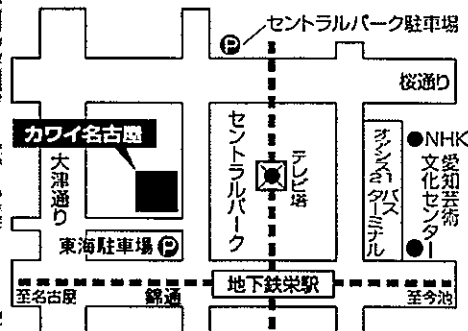 セントラルパーク駐車場
P
桜通り
カワイ名古屋
大津通り
セントラルパーク
テレビ塔
オアシス21
バスターミナル
NHK
愛知芸術
文化センター
東海駐車場 P
地下鉄栄駅
至名古屋
錦通
至今池